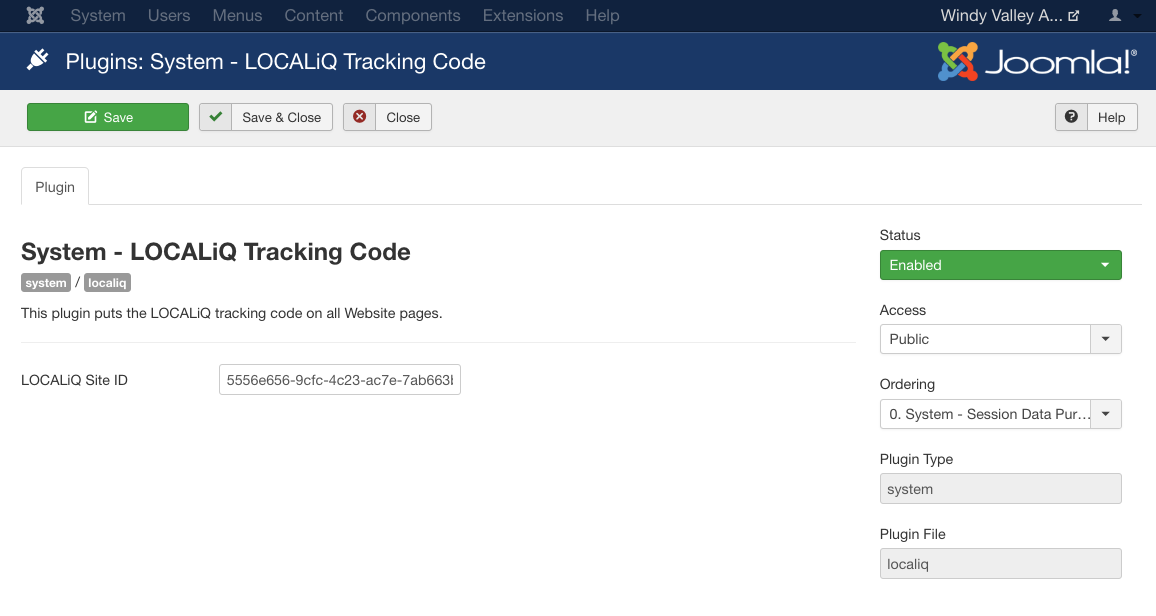 System Users Menus Content Components Extensions Help Windy Valley A...
Plugins: System - LOCALiQ Tracking Code Joomla!®
Save Save & Close Close Help
Plugin
System - LOCALiQ Tracking Code
system / localiq
This plugin puts the LOCALiQ tracking code on all Website pages.
LOCALiQ Site ID 5556e656-9cfc-4c23-ac7e-7ab663b
Status
Enabled
Access
Public
Ordering
0. System - Session Data Pur...
Plugin Type
system
Plugin File
localiq